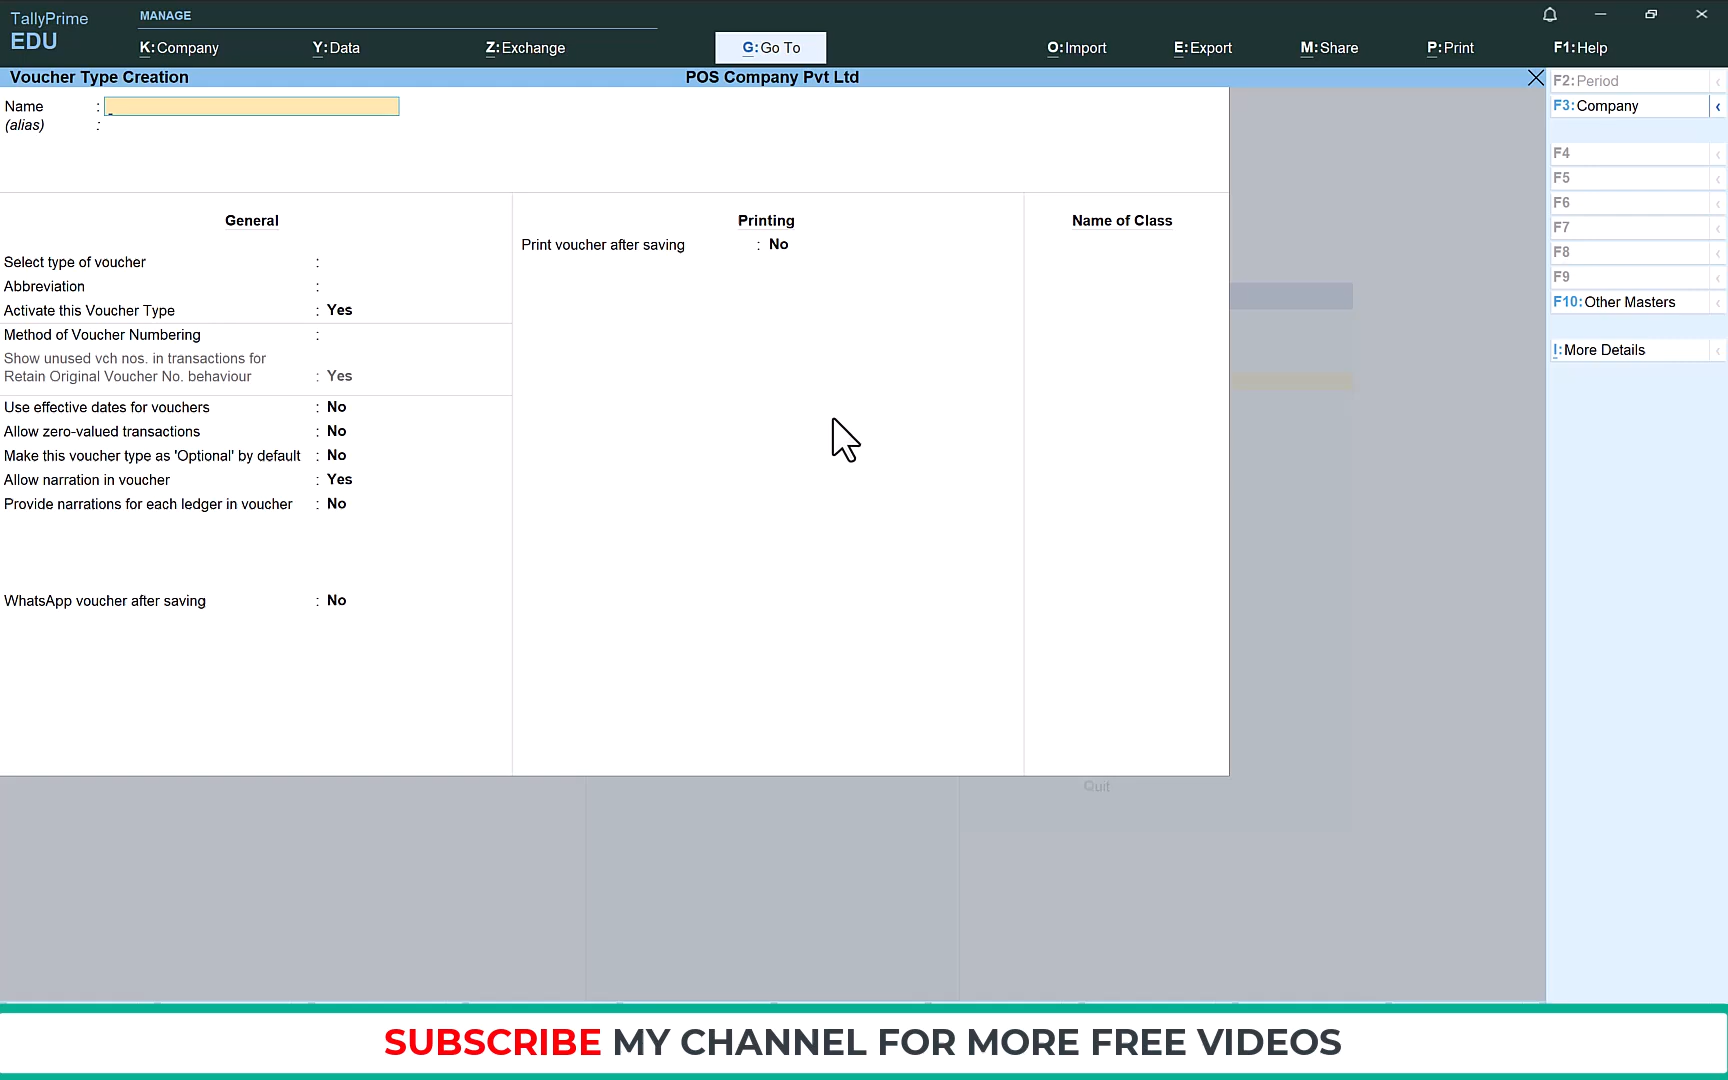 TallyPrime
EDU
MANAGE
K:Company
Y:Data
Z:Exchange
G:Go To
O:Import
E:Export
M:Share
P:Print
F1:Help
Voucher Type Creation
POS Company Pvt Ltd
Name :
(alias) :
General
Select type of voucher :
Abbreviation :
Activate this Voucher Type : Yes
Method of Voucher Numbering :
Show unused vch nos. in transactions for
Retain Original Voucher No. behaviour : Yes
Use effective dates for vouchers : No
Allow zero-valued transactions : No
Make this voucher type as 'Optional' by default : No
Allow narration in voucher : Yes
Provide narrations for each ledger in voucher : No
WhatsApp voucher after saving : No
Printing
Print voucher after saving : No
Name of Class
Quit
F2:Period
F3:Company
F4
F5
F6
F7
F8
F9
F10:Other Masters
I:More Details
SUBSCRIBE MY CHANNEL FOR MORE FREE VIDEOS